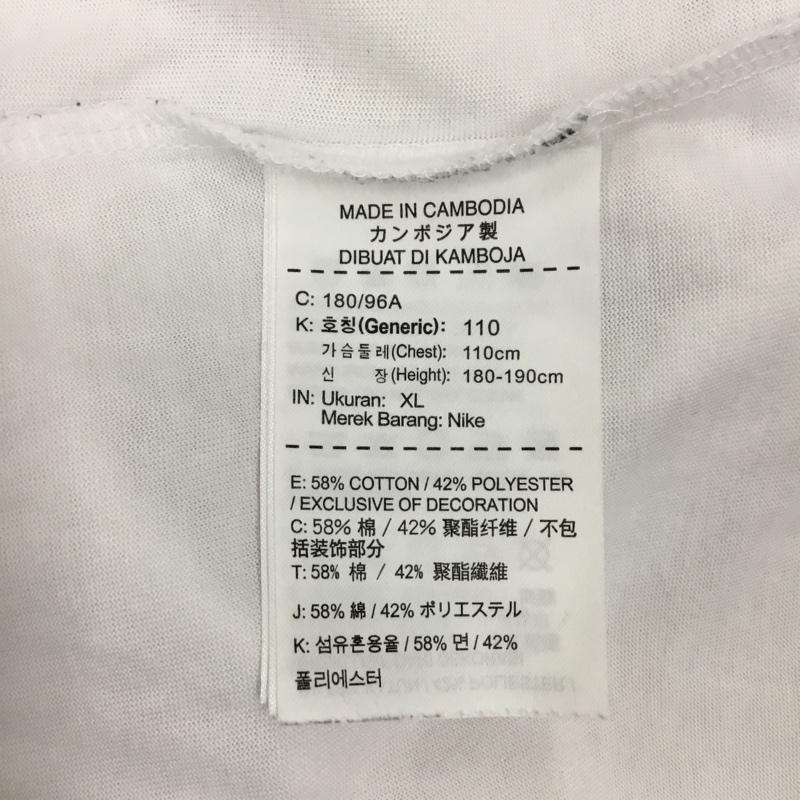 MADE IN CAMBODIA
カンボジア製
DIBUAT DI KAMBOJA
C: 180/96A
K: 호칭(Generic): 110
가슴둘레(Chest): 110cm
신 장(Height): 180-190cm
IN: Ukuran: XL
Merek Barang: Nike
E: 58% COTTON / 42% POLYESTER
/ EXCLUSIVE OF DECORATION
C: 58% 棉 / 42% 聚酯纤维 / 不包
括装饰部分
T: 58% 棉 / 42% 聚酯纖維
J: 58% 綿 / 42% ポリエステル
K: 섬유혼용율 / 58% 면 / 42%
폴리에스터